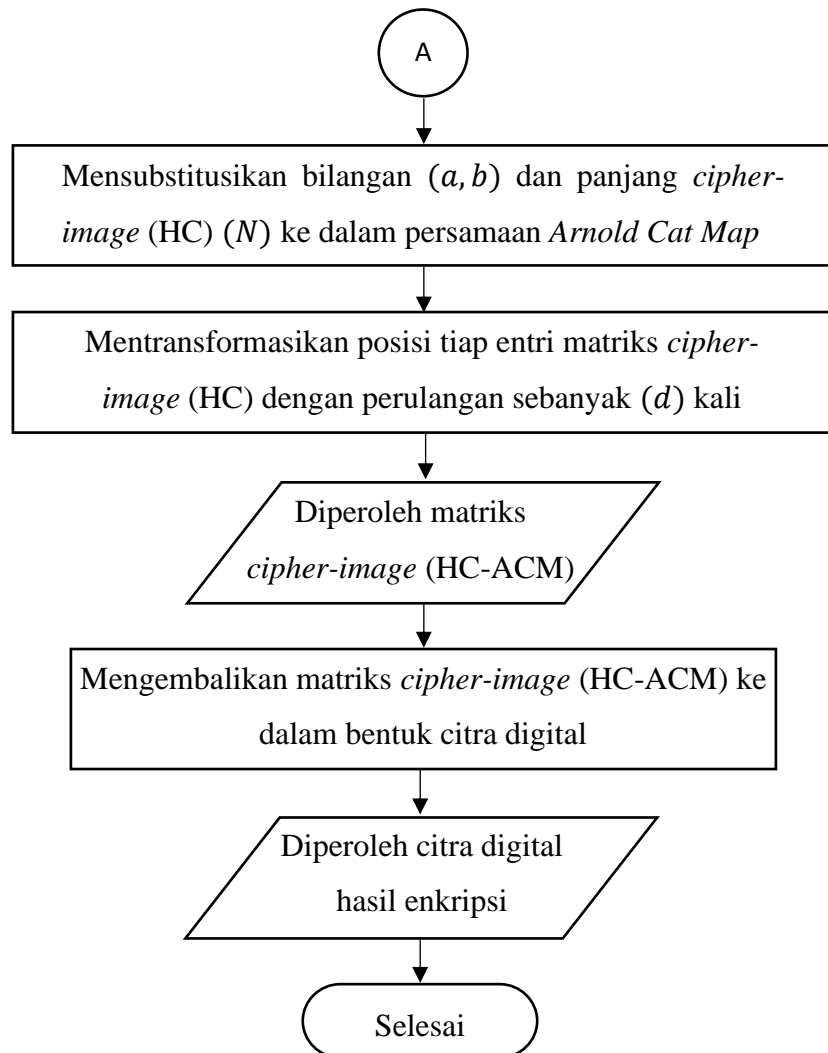 A
Mensubstitusikan bilangan (a, b) dan panjang cipher-
image (HC) (N) ke dalam persamaan Arnold Cat Map
Mentransformasikan posisi tiap entri matriks cipher-
image (HC) dengan perulangan sebanyak (d) kali
Diperoleh matriks
cipher-image (HC-ACM)
Mengembalikan matriks cipher-image (HC-ACM) ke
dalam bentuk citra digital
Diperoleh citra digital
hasil enkripsi
Selesai